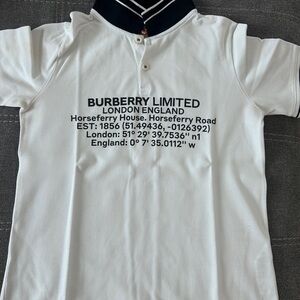 BURBERRY LIMITED
LONDON ENGLAND
Horseferry House. Horseferry Road
EST: 1856 (51.49436, -0126392)
London: 51° 29' 39.7536'' n1
England: 0° 7' 35.0112'' w